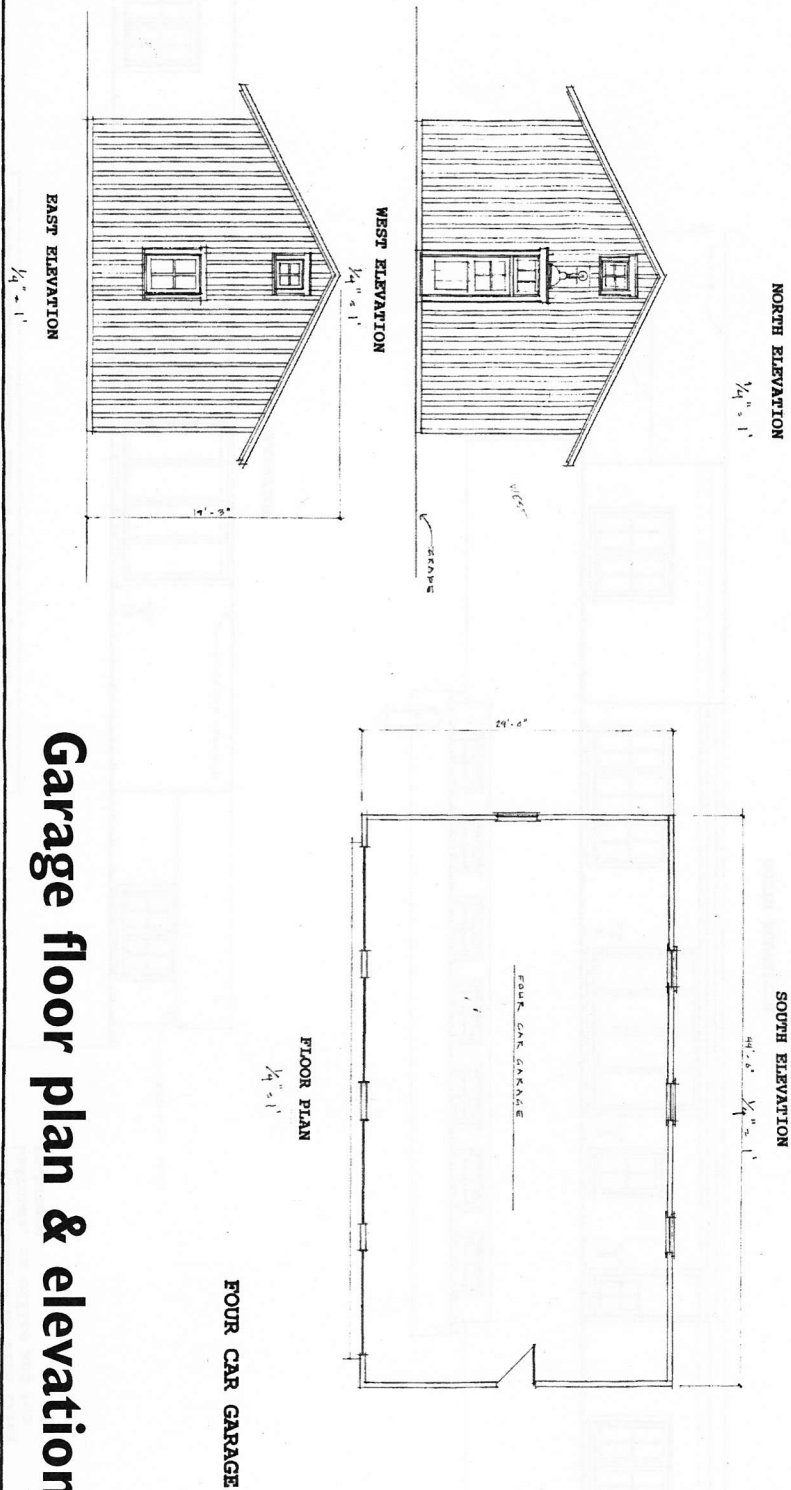 NORTH ELEVATION
1/4" = 1'
SOUTH ELEVATION
44'-0"
1/4" = 1'
WEST
GRADE
WEST ELEVATION
1/4" = 1'
24'-0"
FOUR CAR GARAGE
FLOOR PLAN
1/4" = 1'
19'-3"
EAST ELEVATION
1/4" = 1'
FOUR CAR GARAGE
Garage floor plan & elevation